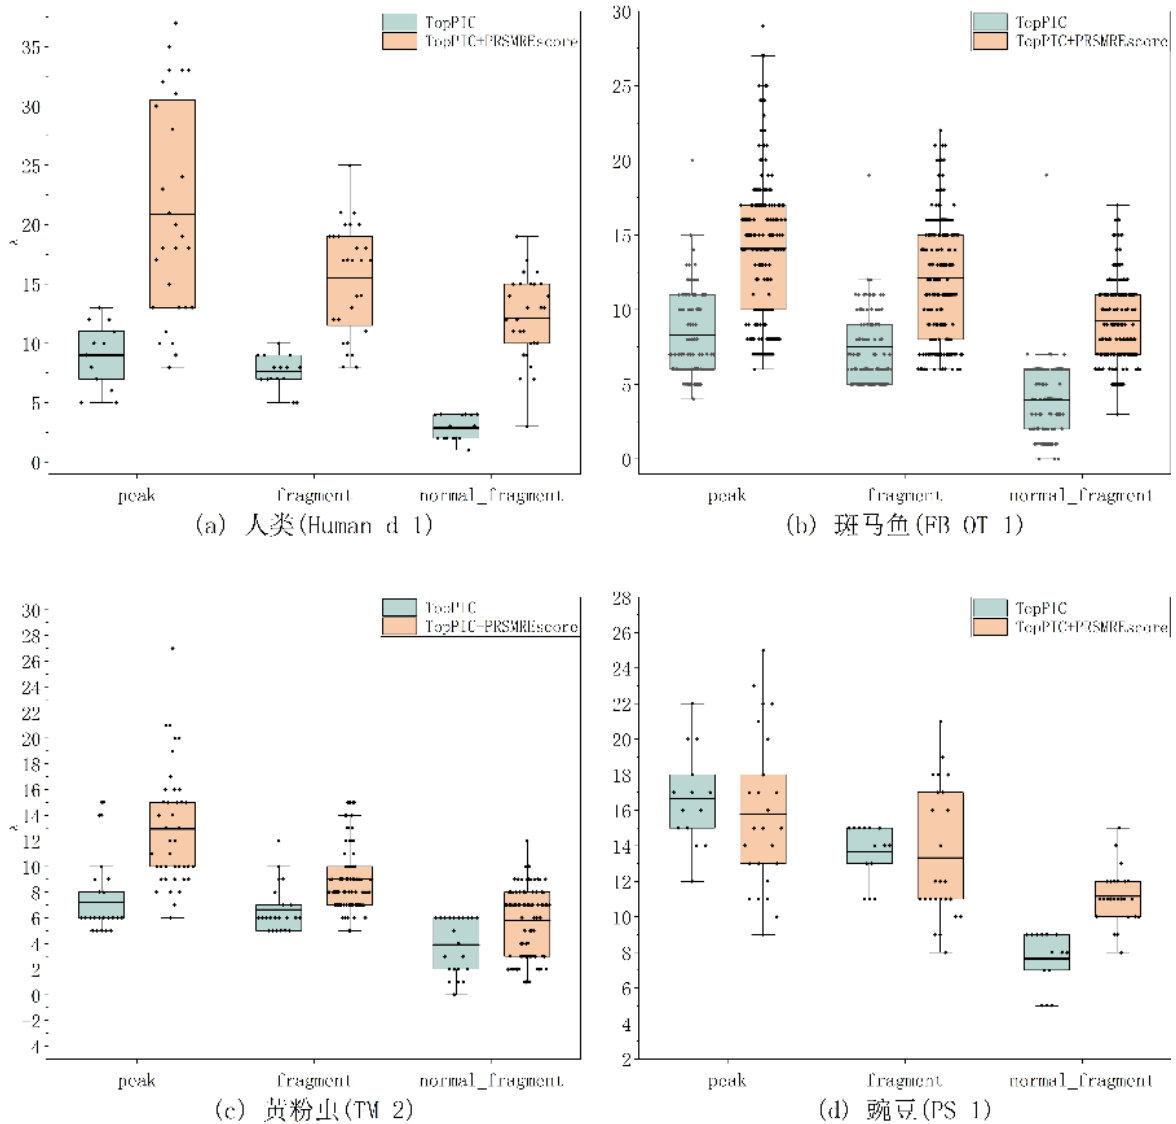 TopPIC
TopPIC+PRSMREscore
35
30
25
20
15
10
5
0
peak
fragment
normal_fragment
(a) 人类(Human d 1)
TopPIC
TopPIC+PRSMREscore
30
25
20
15
10
5
0
peak
fragment
normal_fragment
(b) 斑马鱼(FB OT 1)
TopPIC
TopPIC+PRSMREscore
30
28
26
24
22
20
18
16
14
12
10
8
6
4
2
0
-2
4
peak
fragment
normal_fragment
(c) 黄粉虫(TM 2)
TopPIC
TopPIC+PRSMREscore
28
26
24
22
20
18
16
14
12
10
8
6
4
2
peak
fragment
normal_fragment
(d) 豌豆(PS 1)